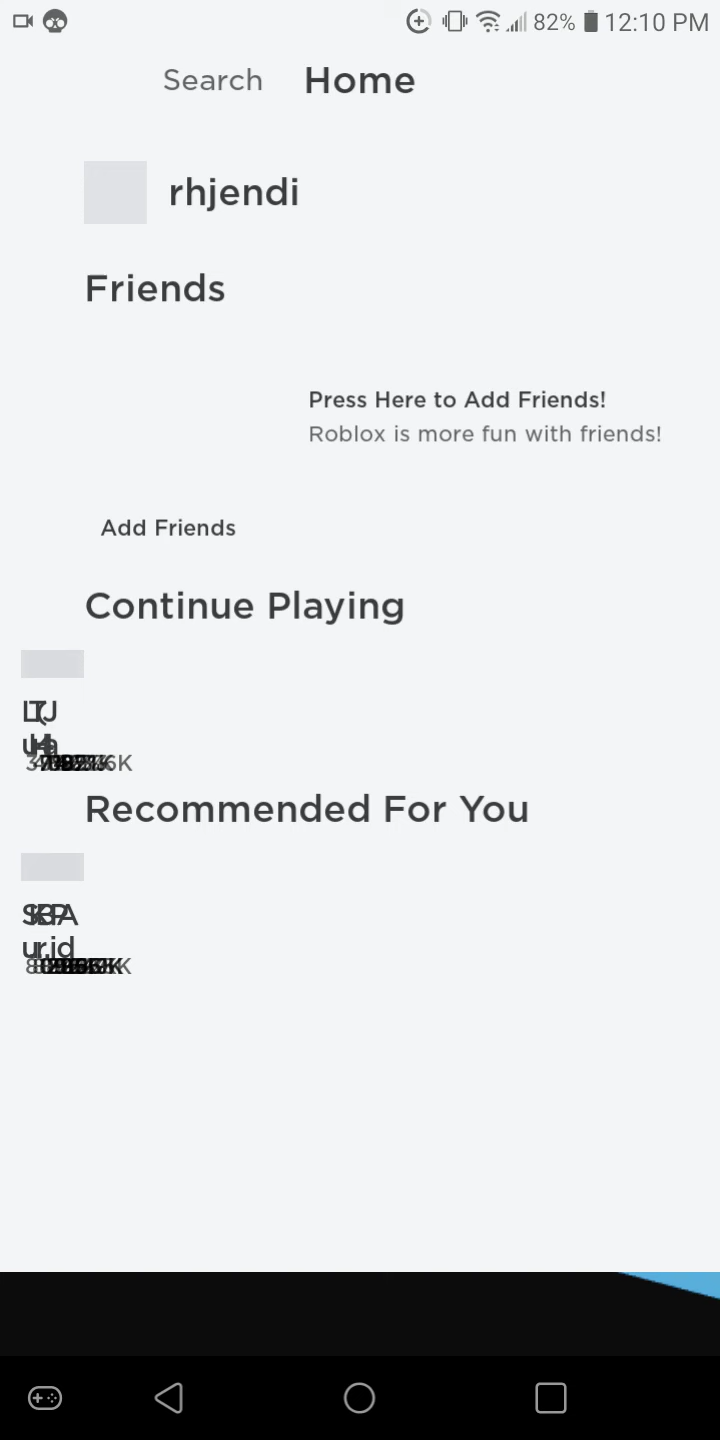 82% 12:10 PM
Search Home
rhjendi
Friends
Press Here to Add Friends!
Roblox is more fun with friends!
Add Friends
Continue Playing
Recommended For You